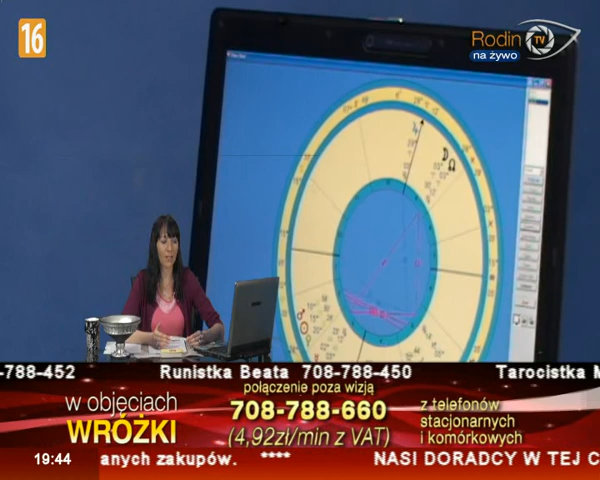 16
Rodin
TV
na żywo
-788-452 Runistka Beata 708-788-450 Tarocistka M
połączenie poza wizją
w objęciach
WRÓŻKI
708-788-660
(4,92zł/min z VAT)
z telefonów
stacjonarnych
i komórkowych
19:44
anych zakupów. **** NASI DORADCY W TEJ C